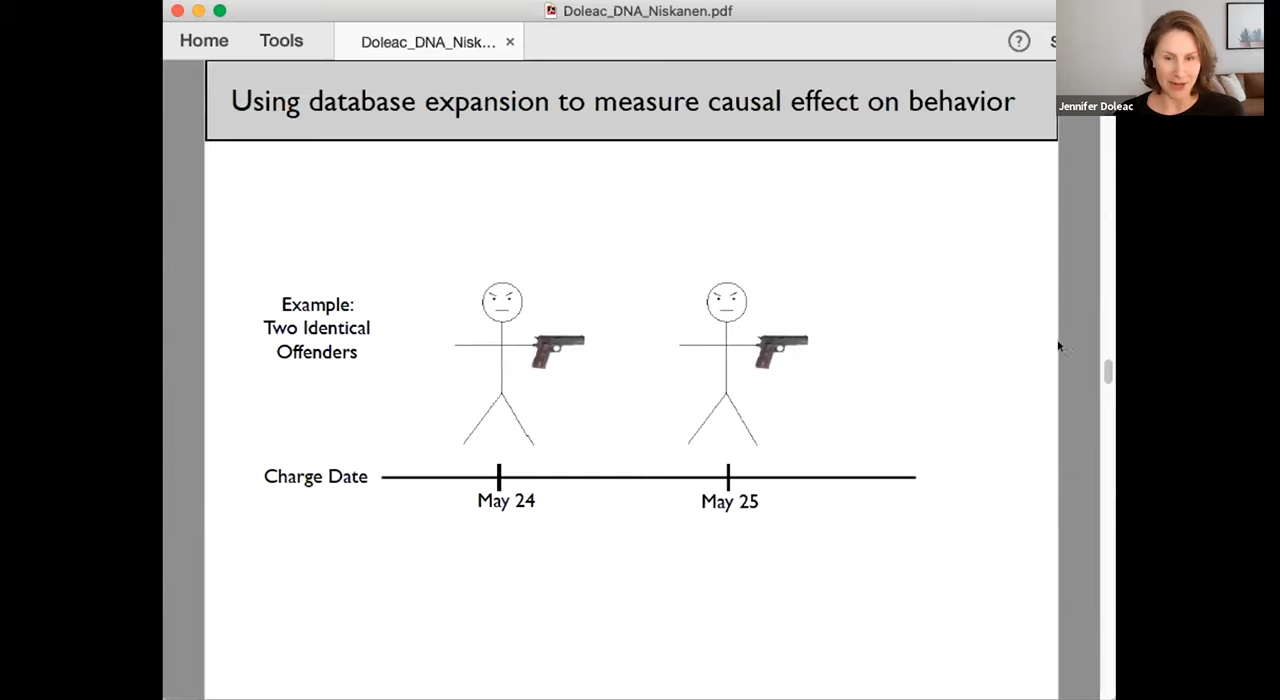 Doleac_DNA_Niskanen.pdf
Home Tools Doleac_DNA_Nisk... × ? S
Jennifer Doleac
Using database expansion to measure causal effect on behavior
Example:
Two Identical
Offenders
Charge Date
May 24
May 25